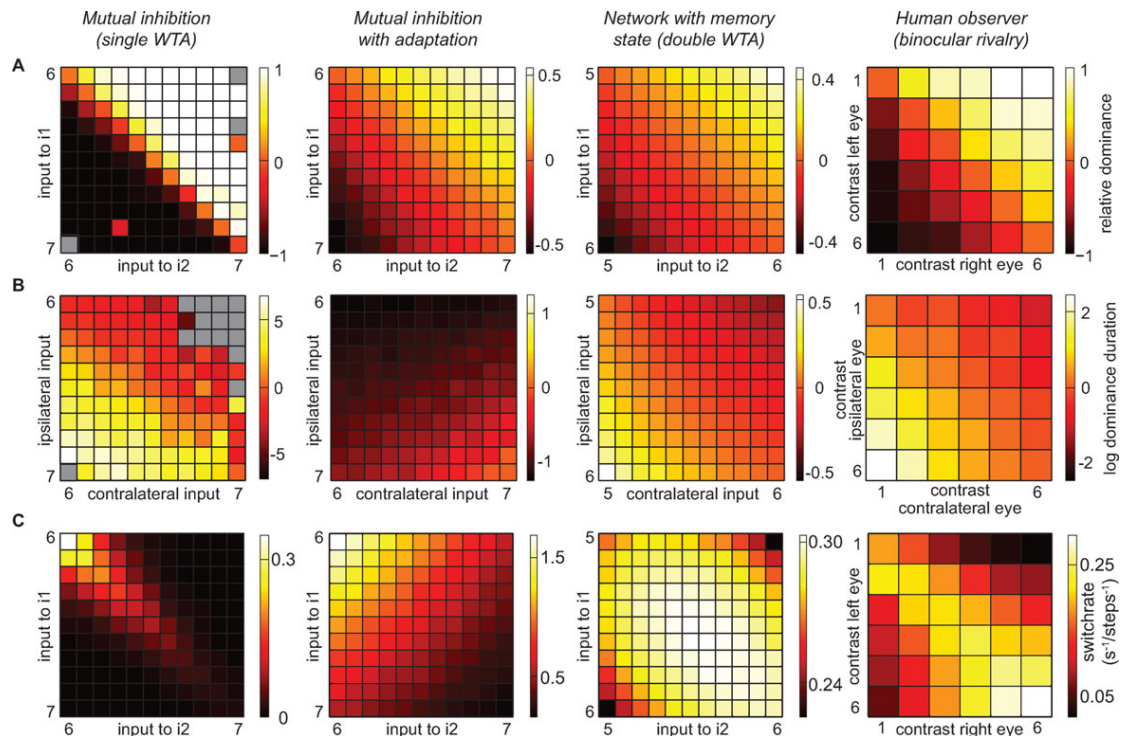 Mutual inhibition
(single WTA)
Mutual inhibition
with adaptation
Network with memory
state (double WTA)
Human observer
(binocular rivalry)
A
6
input to i1
7
6
input to i2
7
1
0
−1
6
input to i1
7
6
input to i2
7
0.5
0
−0.5
5
input to i1
6
5
input to i2
6
0.4
0
−0.4
1
contrast left eye
6
1
contrast right eye
6
1
0
−1
relative dominance
B
6
ipsilateral input
7
6
contralateral input
7
5
0
-5
6
ipsilateral input
7
6
contralateral input
7
1
0
−1
5
ipsilateral input
6
5
contralateral input
6
0.5
0
−0.5
1
contrast
ipsilateral eye
6
1
contrast
contralateral eye
6
2
0
−2
log dominance duration
C
6
input to i1
7
6
input to i2
7
0.3
0
6
input to i1
7
6
input to i2
7
1.5
0.5
5
input to i1
6
5
input to i2
6
0.30
0.24
1
contrast left eye
6
1
contrast right eye
6
0.25
0.05
switchrate
(s⁻¹/steps⁻¹)